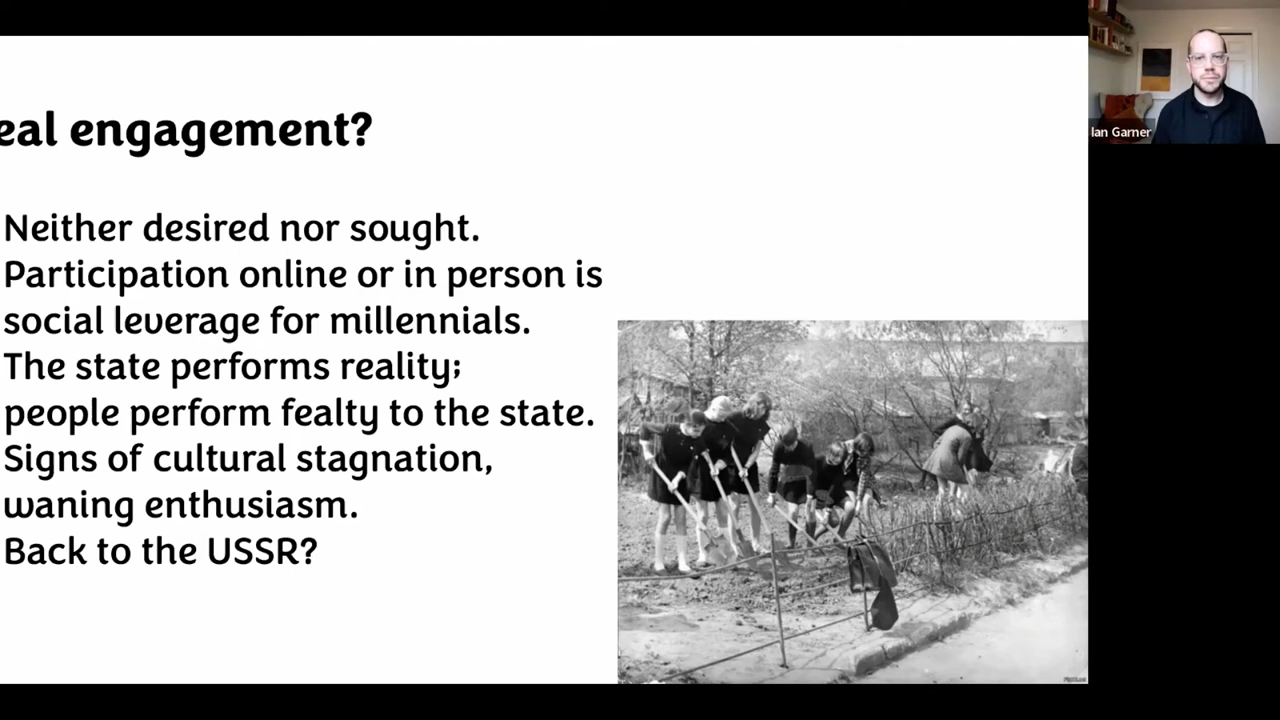 eal engagement?
Neither desired nor sought.
Participation online or in person is
social leverage for millennials.
The state performs reality;
people perform fealty to the state.
Signs of cultural stagnation,
waning enthusiasm.
Back to the USSR?
Ian Garner